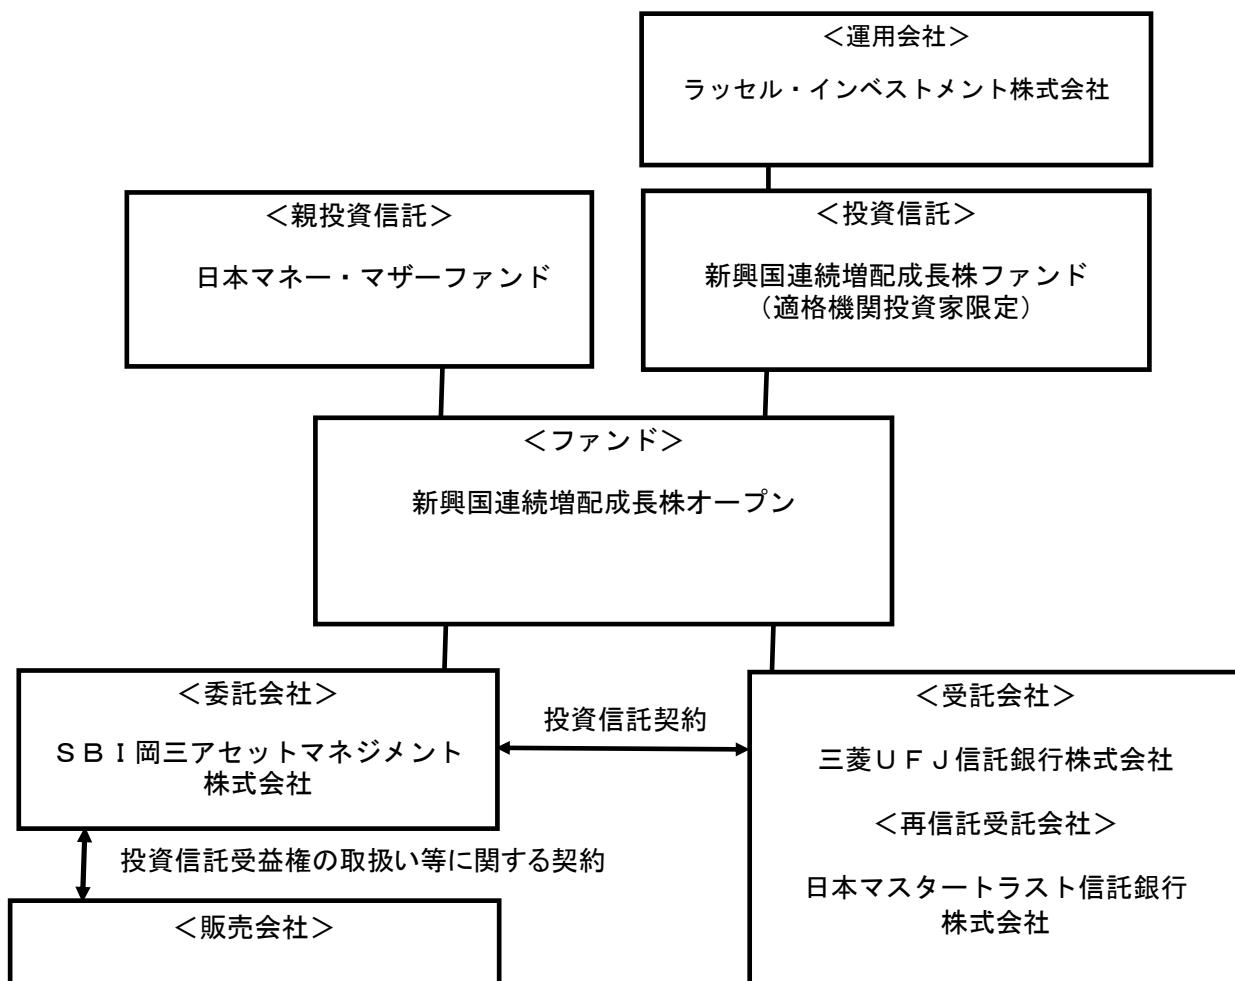 ＜運用会社＞
ラッセル・インベストメント株式会社
＜親投資信託＞
日本マネー・マザーファンド
＜投資信託＞
新興国連続増配成長株ファンド
（適格機関投資家限定）
＜ファンド＞
新興国連続増配成長株オープン
＜委託会社＞
ＳＢＩ岡三アセットマネジメント
株式会社
投資信託契約
＜受託会社＞
三菱ＵＦＪ信託銀行株式会社
＜再信託受託会社＞
日本マスタートラスト信託銀行
株式会社
投資信託受益権の取扱い等に関する契約
＜販売会社＞